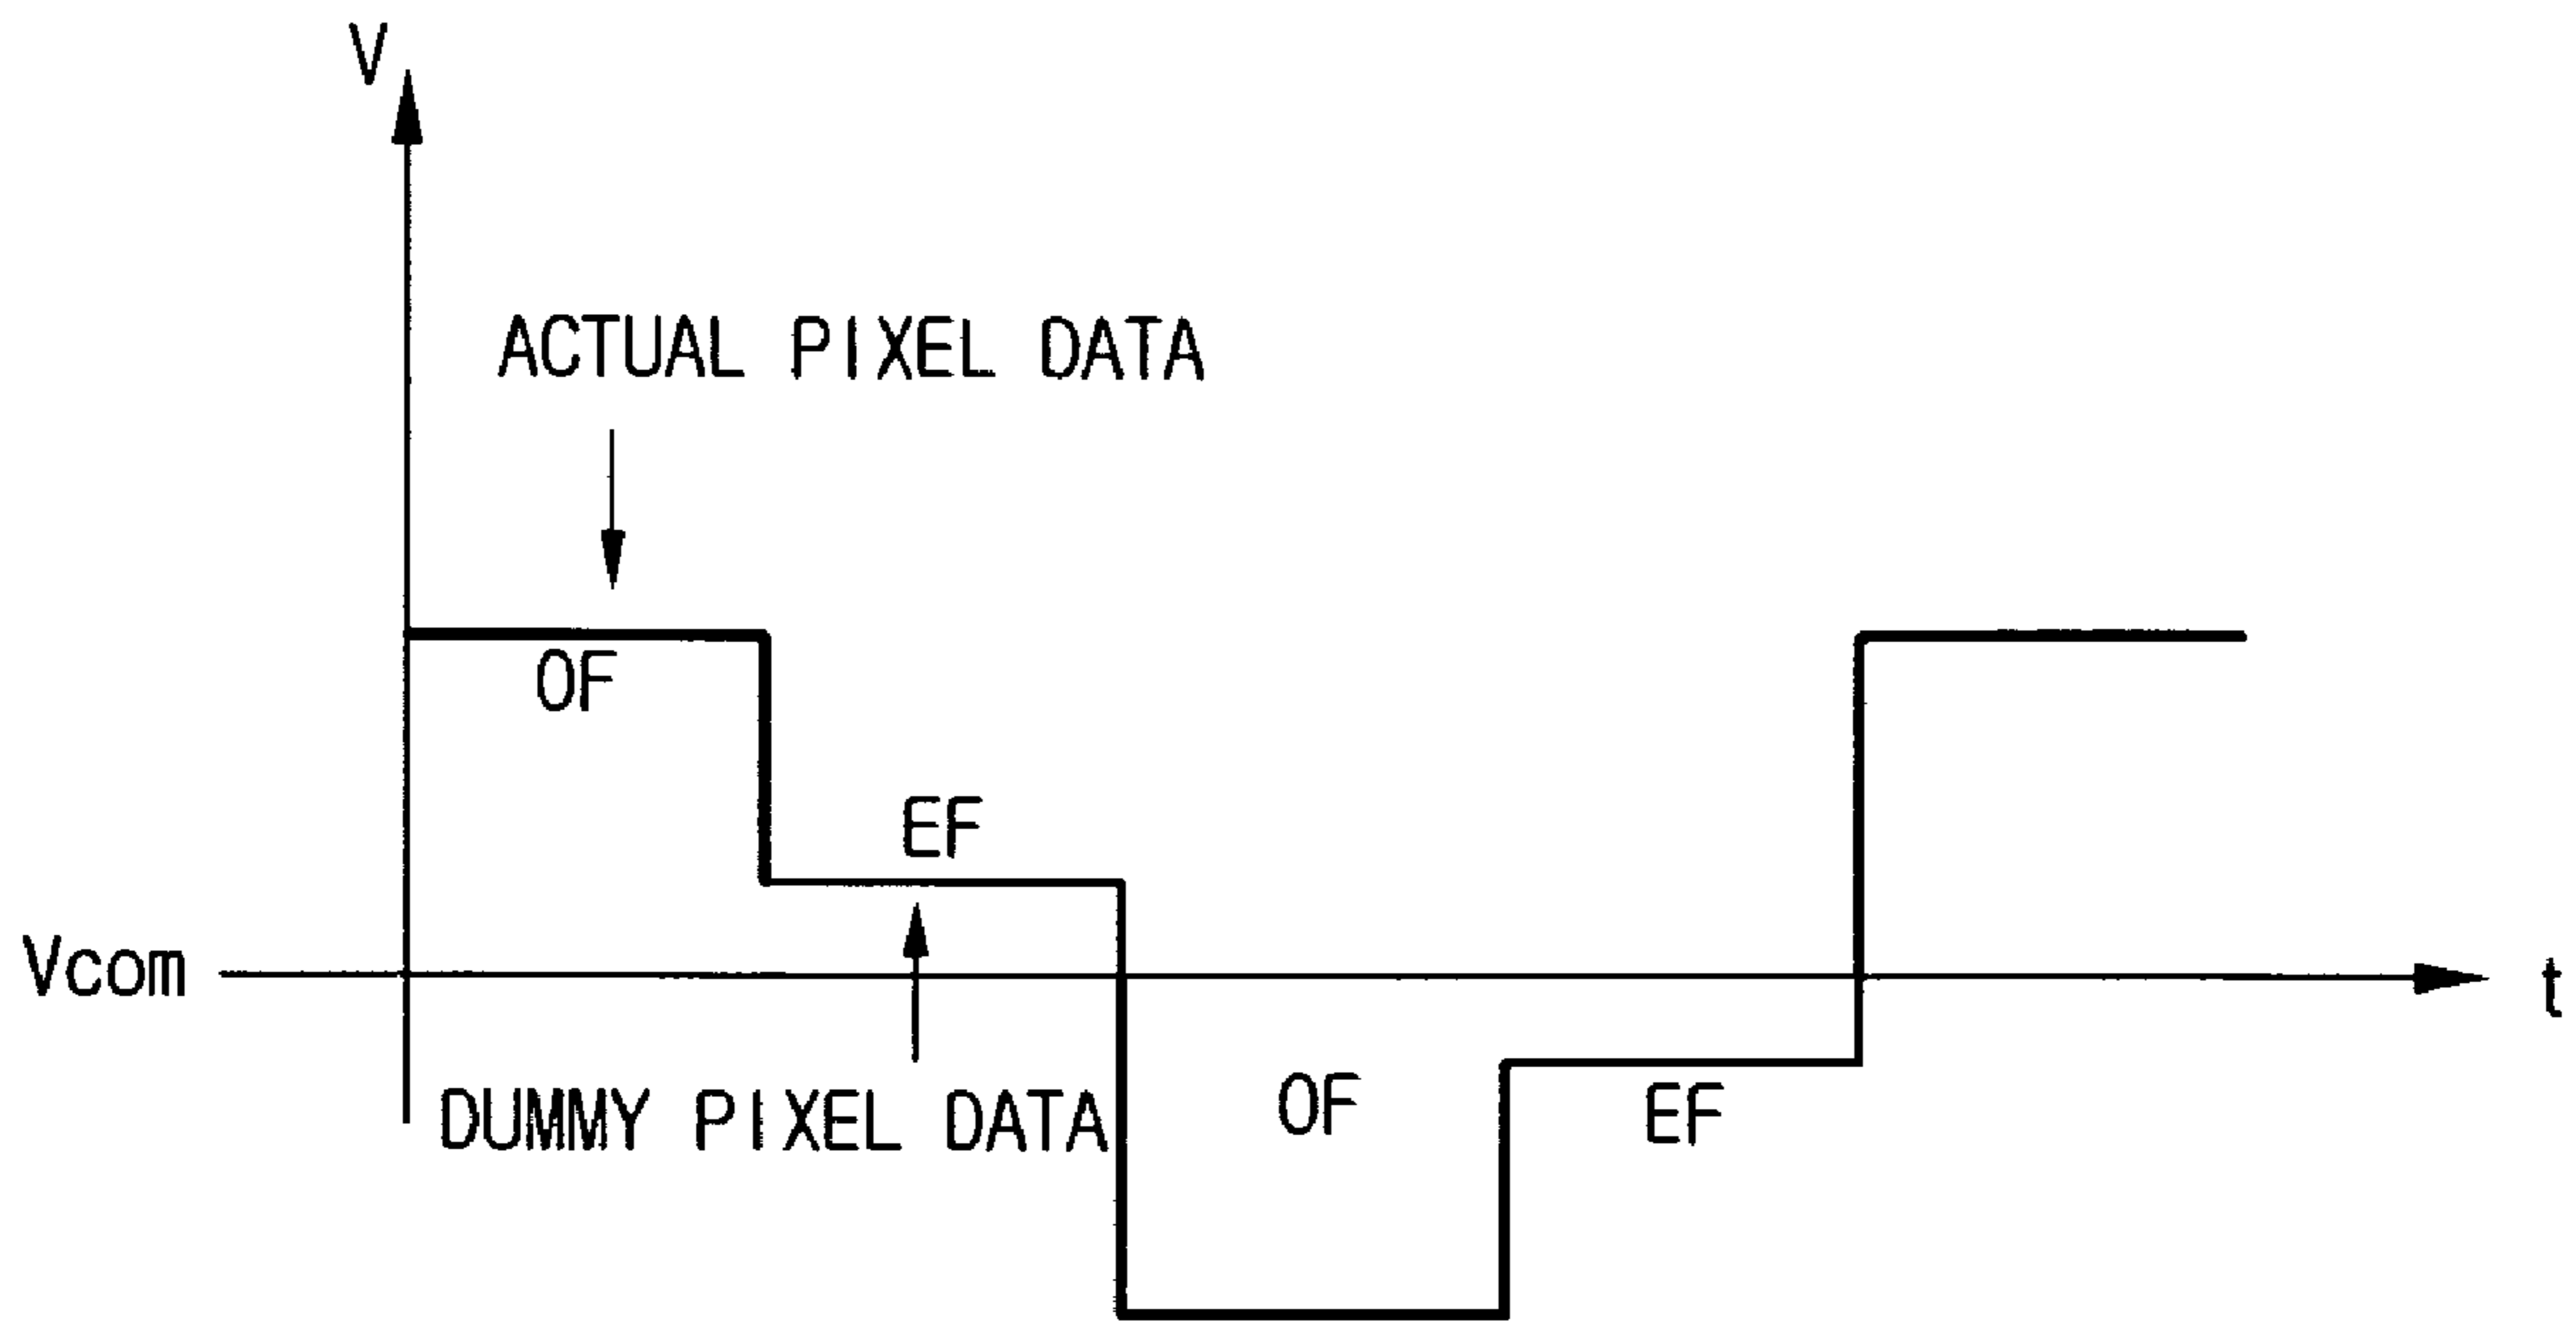 V
ACTUAL PIXEL DATA
OF
EF
Vcom
t
DUMMY PIXEL DATA
OF
EF